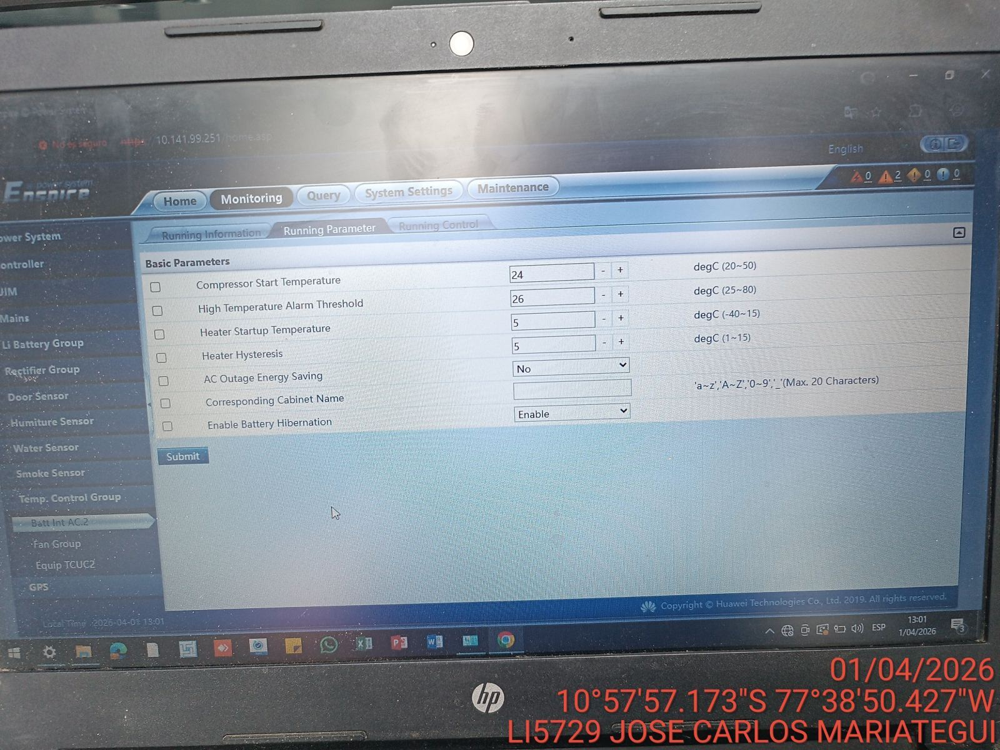 No es seguro https://10.141.99.251/home.asp
English
Enspire
power system
0 2 0 0
Home Monitoring Query System Settings Maintenance
Running Information Running Parameter Running Control
ower System
ontroller
UIM
Mains
Li Battery Group
Rectifier Group
Door Sensor
Humiture Sensor
Water Sensor
Smoke Sensor
Temp. Control Group
Batt Int AC.2
Fan Group
Equip TCUC2
GPS
Basic Parameters
Compressor Start Temperature 24 - + degC (20~50)
High Temperature Alarm Threshold 26 - + degC (25~80)
Heater Startup Temperature 5 - + degC (-40~15)
Heater Hysteresis 5 - + degC (1~15)
AC Outage Energy Saving No
Corresponding Cabinet Name 'a~z','A~Z','0~9','_'(Max. 20 Characters)
Enable Battery Hibernation Enable
Submit
Copyright © Huawei Technologies Co., Ltd. 2019. All rights reserved.
Local Time 2026-04-01 13:01
ESP
13:01
1/04/2026
3
hp
01/04/2026
10°57'57.173"S 77°38'50.427"W
LI5729 JOSE CARLOS MARIATEGUI